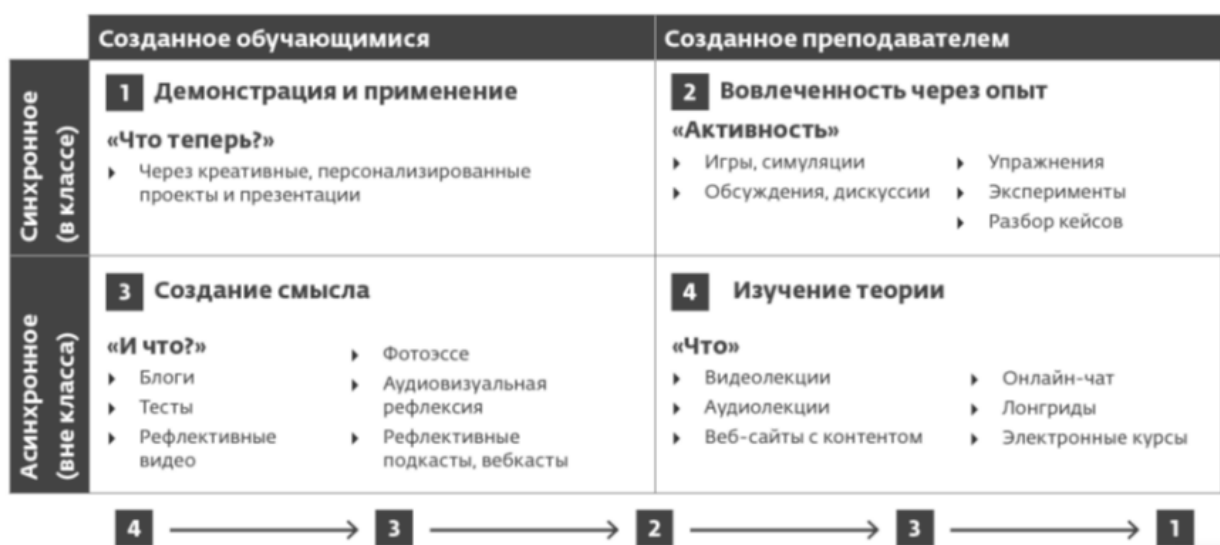 Созданное обучающимися
Созданное преподавателем
Синхронное
(в классе)
1 Демонстрация и применение
«Что теперь?»
Через креативные, персонализированные
проекты и презентации
2 Вовлеченность через опыт
«Активность»
Игры, симуляции
Обсуждения, дискуссии
Упражнения
Эксперименты
Разбор кейсов
Асинхронное
(вне класса)
3 Создание смысла
«И что?»
Блоги
Тесты
Рефлективные
видео
Фотоэссе
Аудиовизуальная
рефлексия
Рефлективные
подкасты, вебкасты
4 Изучение теории
«Что»
Видеолекции
Аудиолекции
Веб-сайты с контентом
Онлайн-чат
Лонгриды
Электронные курсы
4 3 2 3 1